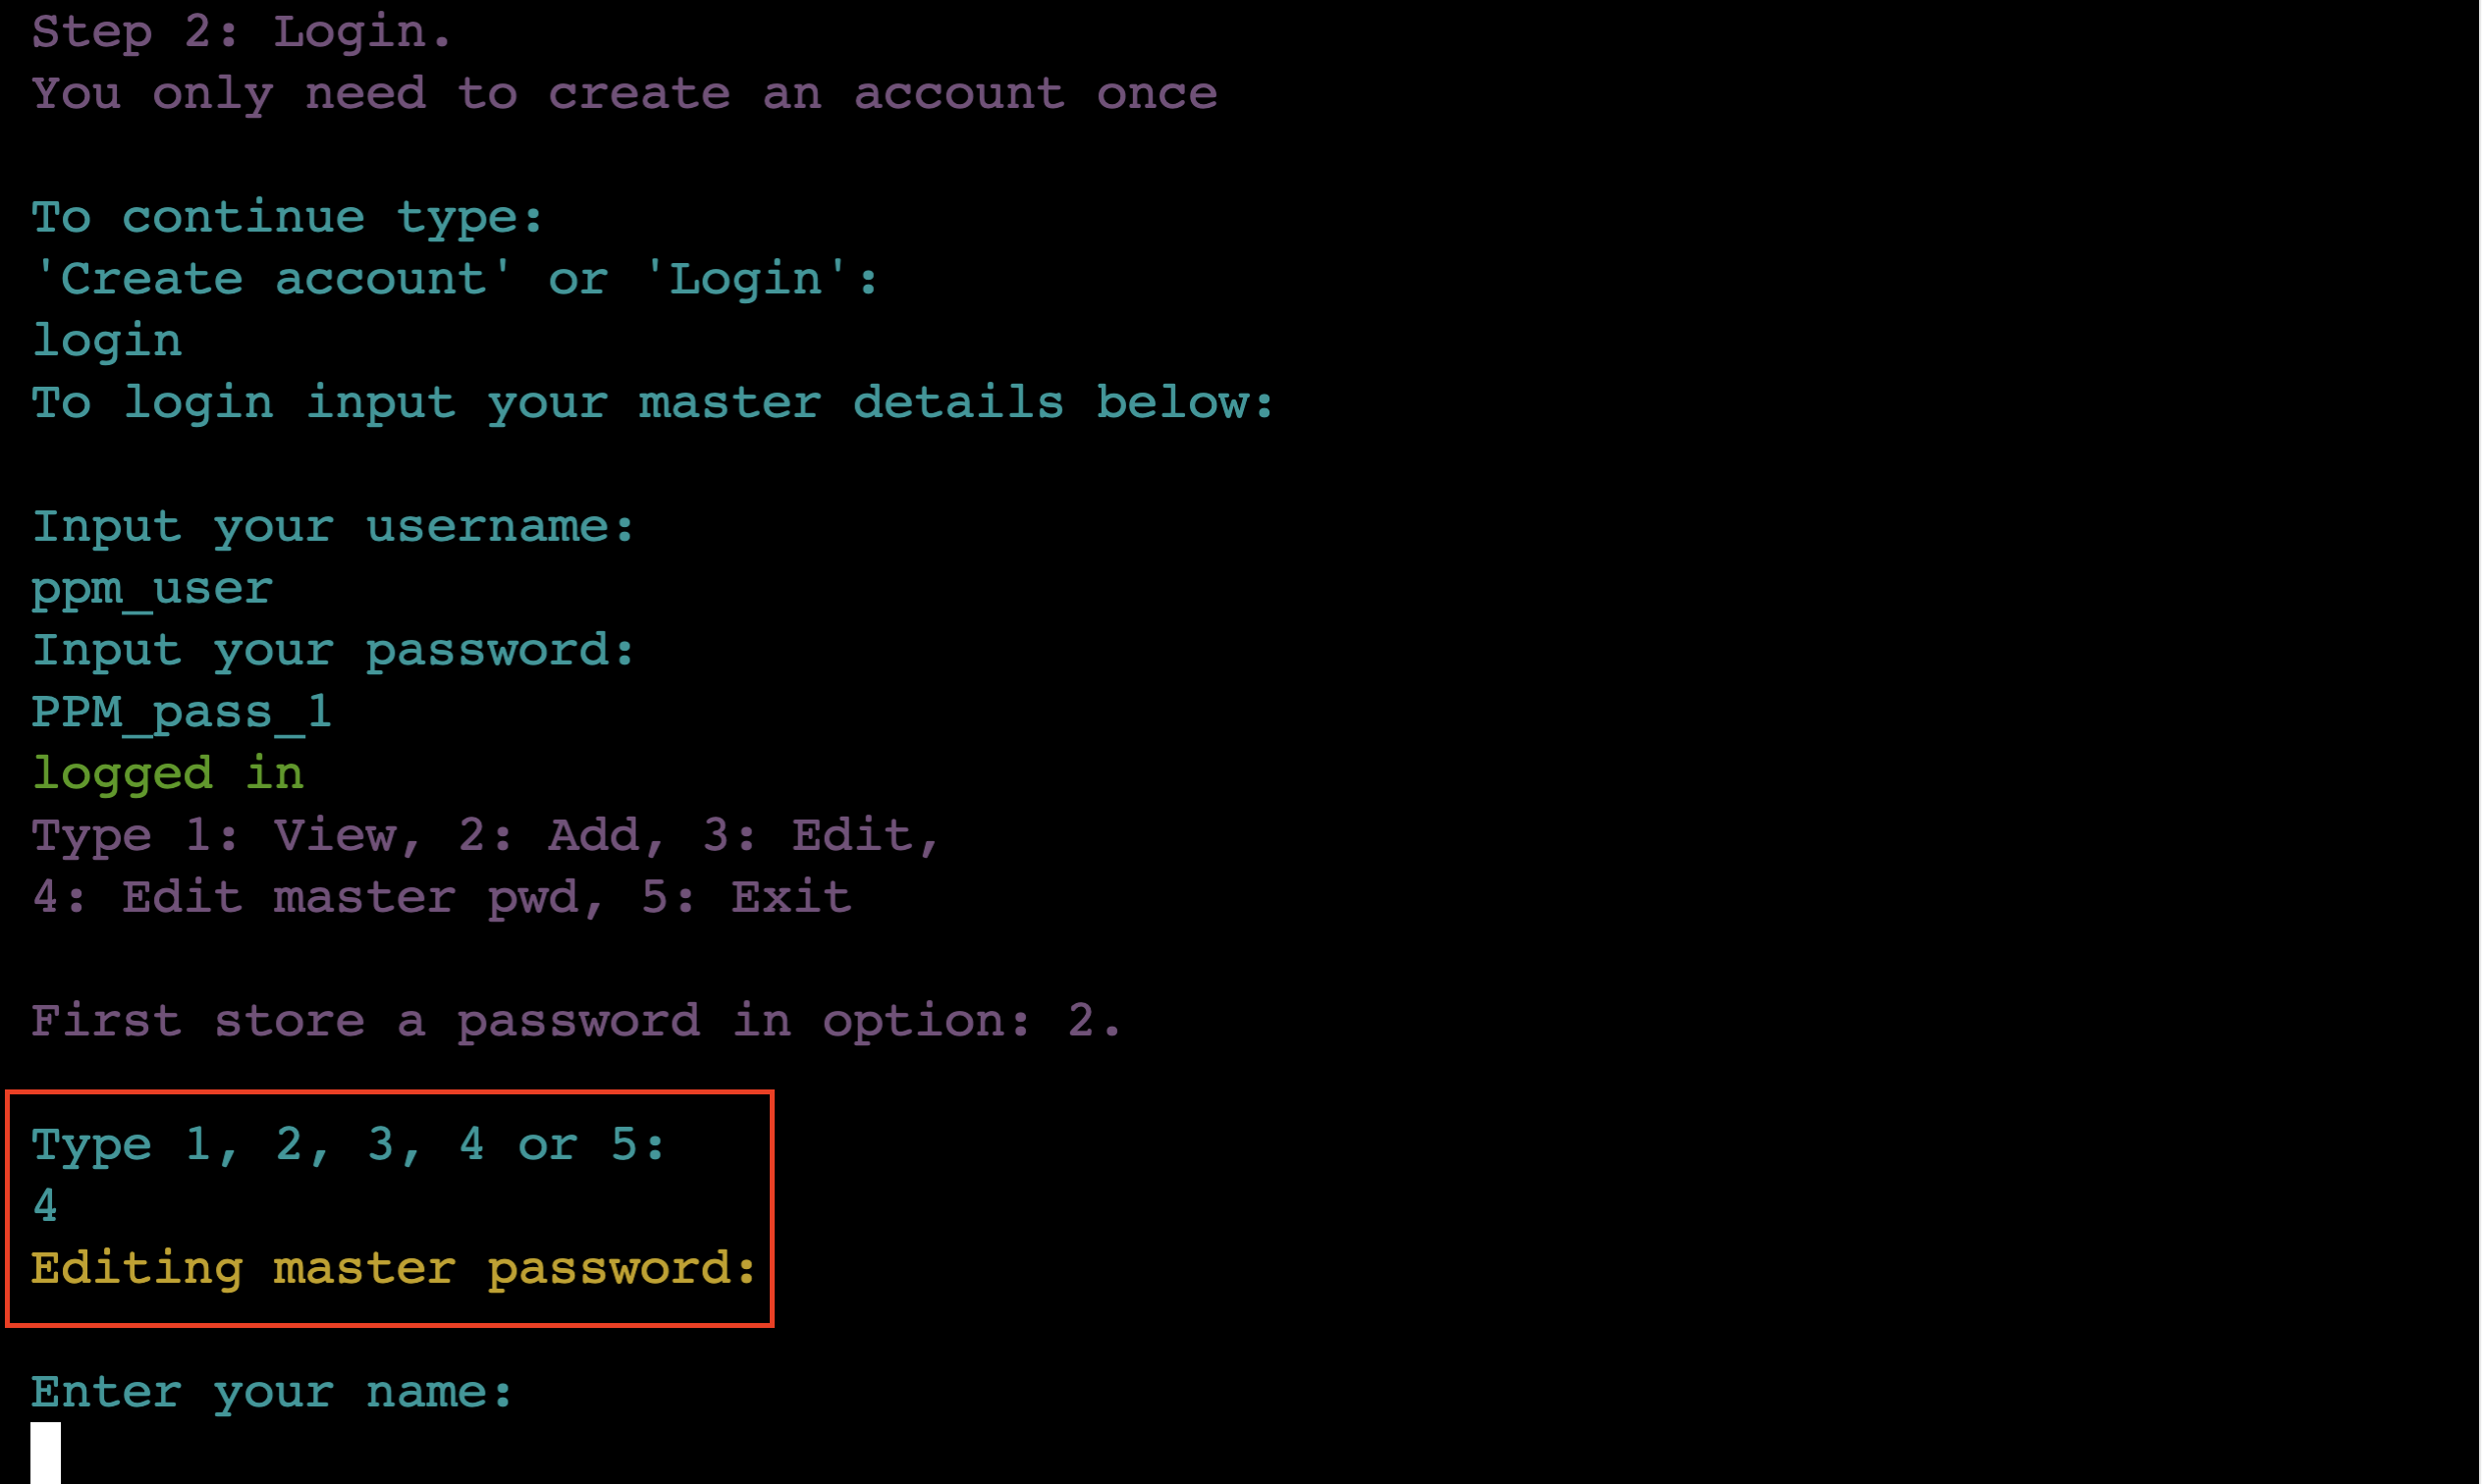 Step 2: Login.
You only need to create an account once
To continue type:
'Create account' or 'Login':
login
To login input your master details below:
Input your username:
ppm_user
Input your password:
PPM_pass_1
logged in
Type 1: View, 2: Add, 3: Edit,
4: Edit master pwd, 5: Exit
First store a password in option: 2.
Type 1, 2, 3, 4 or 5:
4
Editing master password:
Enter your name: